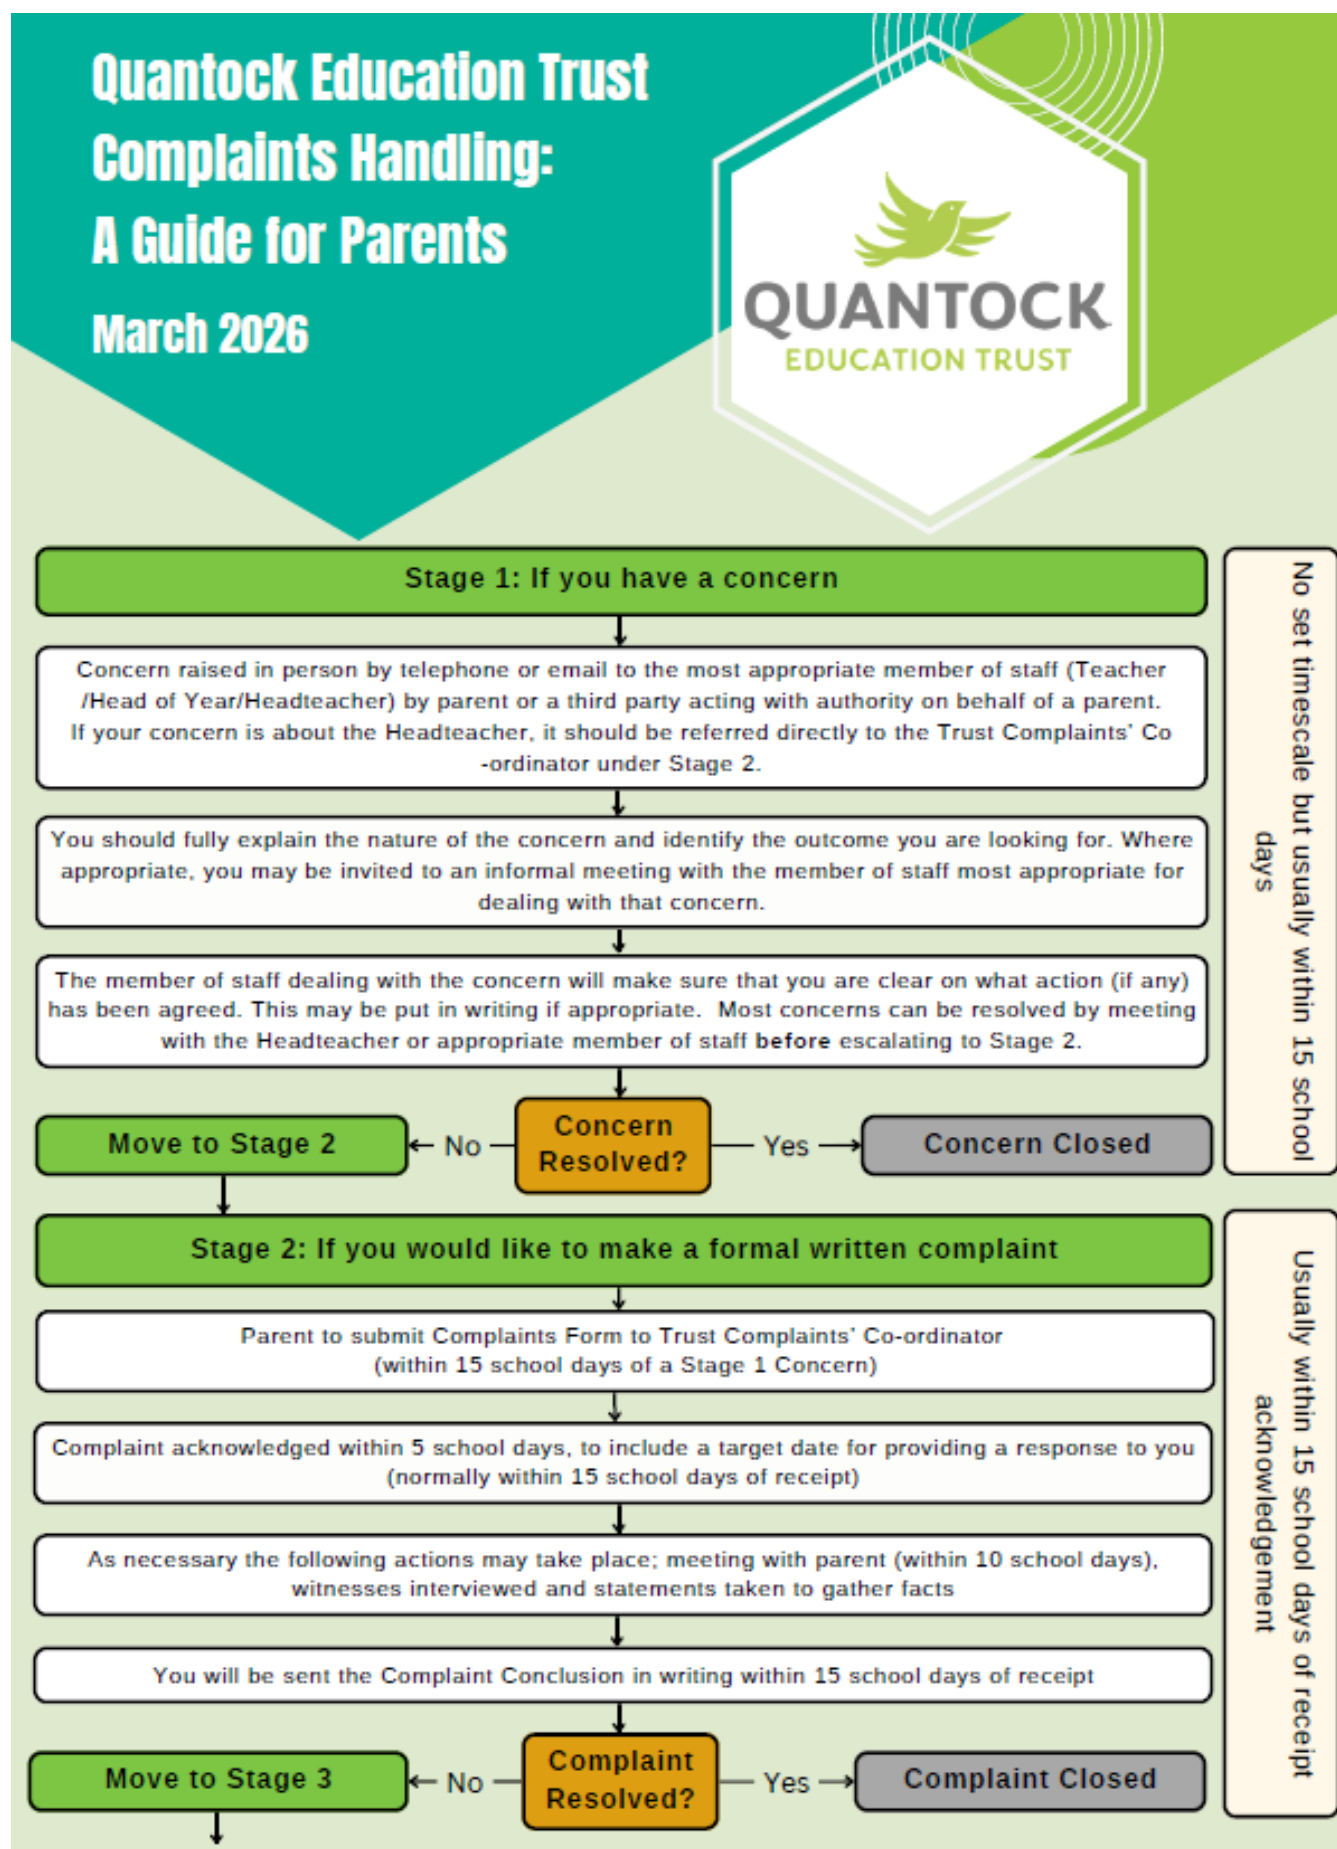 Quantock Education Trust
Complaints Handling:
A Guide for Parents
March 2026
QUANTOCK
EDUCATION TRUST
Stage 1: If you have a concern
Concern raised in person by telephone or email to the most appropriate member of staff (Teacher
/Head of Year/Headteacher) by parent or a third party acting with authority on behalf of a parent.
If your concern is about the Headteacher, it should be referred directly to the Trust Complaints' Co
-ordinator under Stage 2.
You should fully explain the nature of the concern and identify the outcome you are looking for. Where
appropriate, you may be invited to an informal meeting with the member of staff most appropriate for
dealing with that concern.
The member of staff dealing with the concern will make sure that you are clear on what action (if any)
has been agreed. This may be put in writing if appropriate. Most concerns can be resolved by meeting
with the Headteacher or appropriate member of staff before escalating to Stage 2.
Move to Stage 2
No
Concern
Resolved?
Yes
Concern Closed
No set timescale but usually within 15 school
days
Stage 2: If you would like to make a formal written complaint
Parent to submit Complaints Form to Trust Complaints' Co-ordinator
(within 15 school days of a Stage 1 Concern)
Complaint acknowledged within 5 school days, to include a target date for providing a response to you
(normally within 15 school days of receipt)
As necessary the following actions may take place; meeting with parent (within 10 school days),
witnesses interviewed and statements taken to gather facts
You will be sent the Complaint Conclusion in writing within 15 school days of receipt
Move to Stage 3
No
Complaint
Resolved?
Yes
Complaint Closed
Usually within 15 school days of receipt
acknowledgement